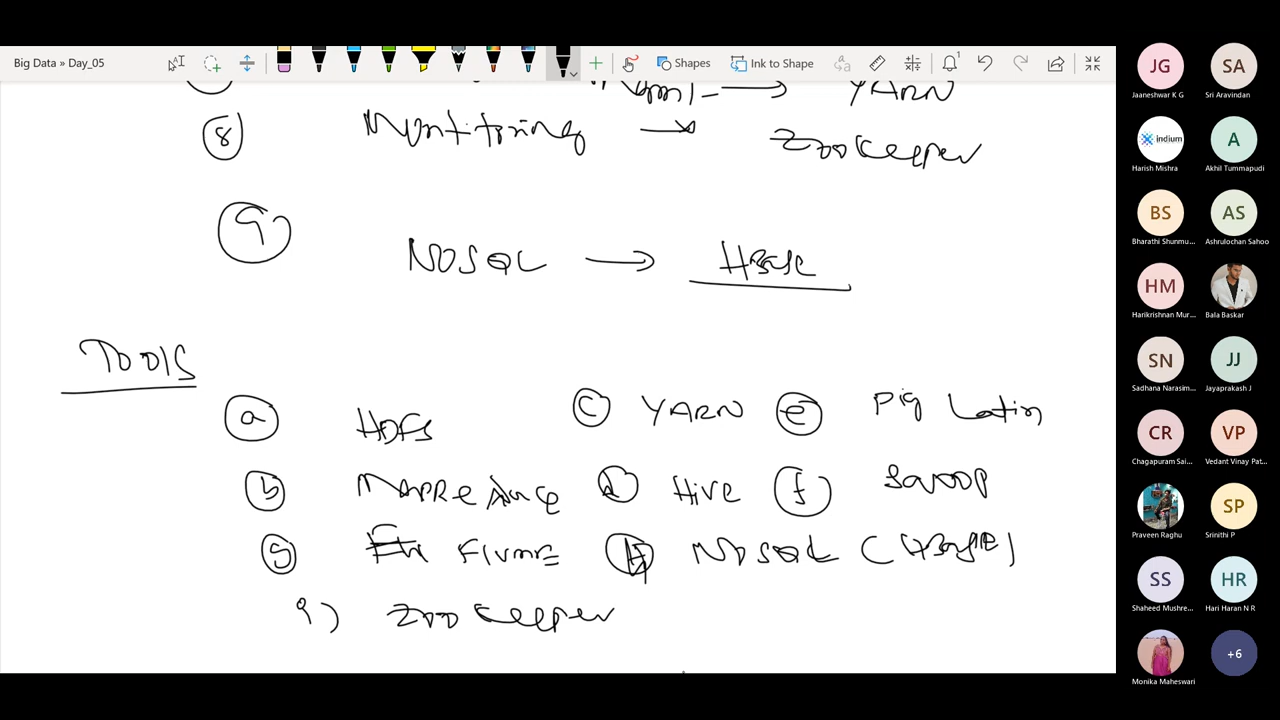 Big Data » Day_05
Shapes
Ink to Shape
1
→ YARN
8 Montitoring → Zookeeper
9 NOSQL → HBase
Tools
a HDFS c YARN e Pig Latin
b MAPReduce d Hive f Sqoop
g Flume h NOSQL (HBase)
i) Zookeeper
JG SA
Jaaneshwar K G Sri Aravindan
indium A
Harish Mishra Akhil Tummapudi
BS AS
Bharathi Shunmu... Ashrulochan Sahoo
HM
Harikrishnan Mur... Bala Baskar
SN JJ
Sadhana Narasim... Jayaprakash J
CR VP
Chagapuram Sai... Vedant Vinay Pat...
SP
Praveen Raghu Srinithi P
SS HR
Shaheed Mushre... Hari Haran N R
+6
Monika Maheswari